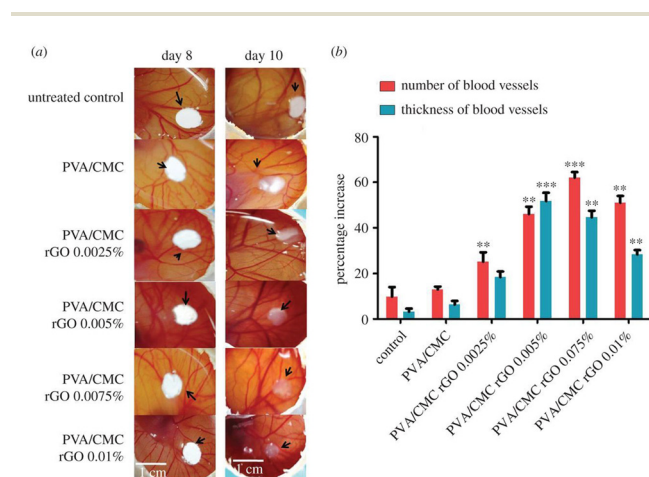 (a)
day 8
day 10
untreated control
PVA/CMC
PVA/CMC
rGO 0.0025%
PVA/CMC
rGO 0.005%
PVA/CMC
rGO 0.0075%
PVA/CMC
rGO 0.01%
1 cm
1 cm
(b)
number of blood vessels
thickness of blood vessels
percentage increase
80
60
40
20
0
**
**
***
***
**
**
**
control
PVA/CMC
PVA/CMC rGO 0.0025%
PVA/CMC rGO 0.005%
PVA/CMC rGO 0.075%
PVA/CMC rGO 0.01%